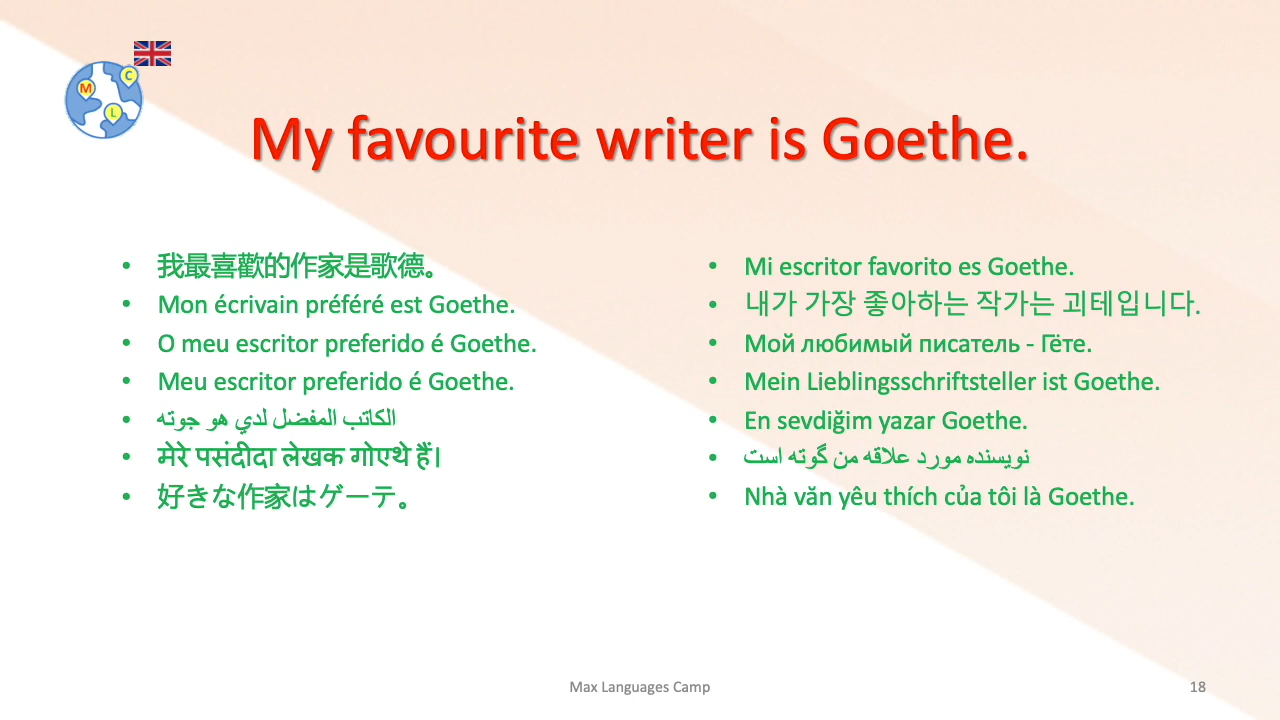 M C L
My favourite writer is Goethe.
• 我最喜歡的作家是歌德。
• Mon écrivain préféré est Goethe.
• O meu escritor preferido é Goethe.
• Meu escritor preferido é Goethe.
• الكاتب المفضل لدي هو جوته
• मेरे पसंदीदा लेखक गोएथे हैं।
• 好きな作家はゲーテ。
• Mi escritor favorito es Goethe.
• 내가 가장 좋아하는 작가는 괴테입니다.
• Мой любимый писатель - Гёте.
• Mein Lieblingsschriftsteller ist Goethe.
• En sevdiğim yazar Goethe.
• نویسنده مورد علاقه من گوته است
• Nhà văn yêu thích của tôi là Goethe.
Max Languages Camp
18